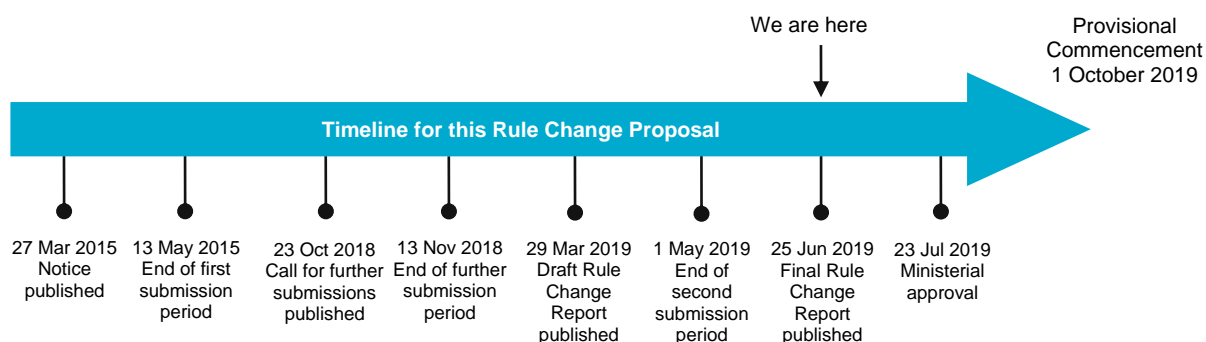 We are here
Provisional
Commencement
1 October 2019
Timeline for this Rule Change Proposal
27 Mar 2015
Notice
published
13 May 2015
End of first
submission
period
23 Oct 2018
Call for further
submissions
published
13 Nov 2018
End of further
submission
period
29 Mar 2019
Draft Rule
Change
Report
published
1 May 2019
End of
second
submission
period
25 Jun 2019
Final Rule
Change
Report
published
23 Jul 2019
Ministerial
approval